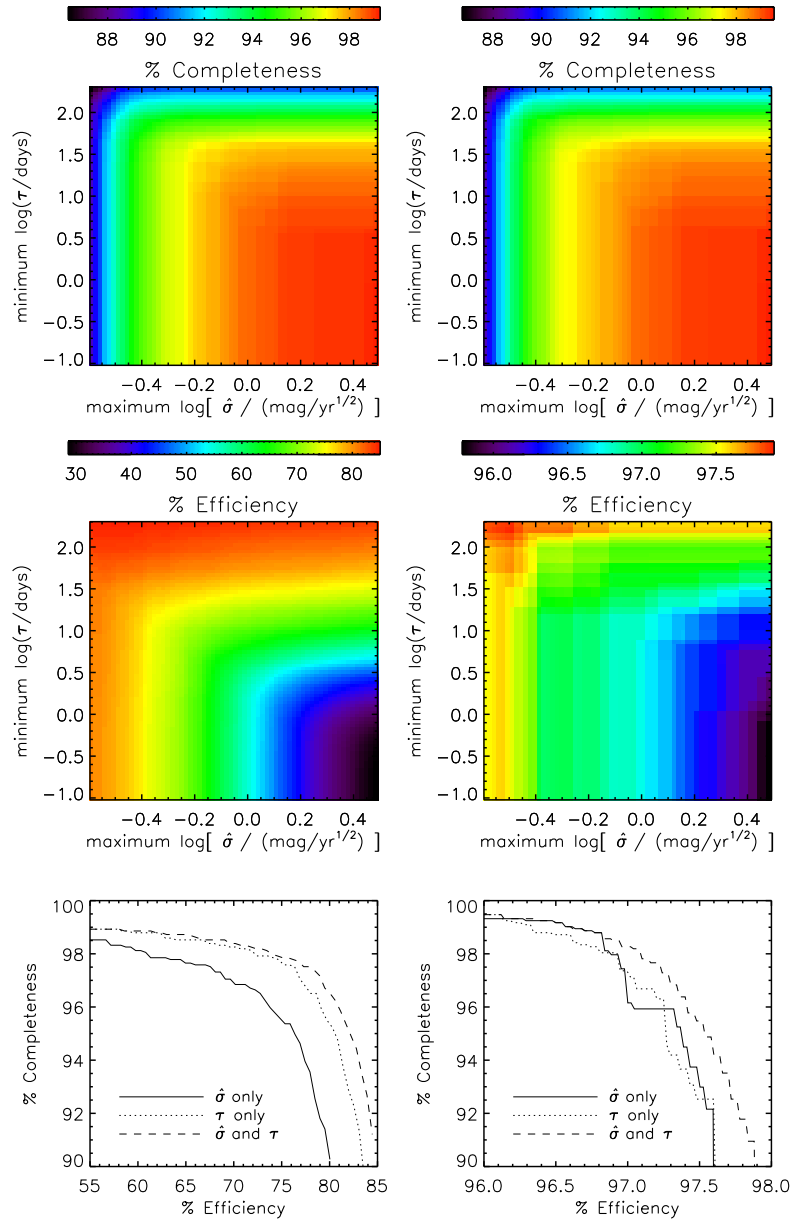 88 90 92 94 96 98
% Completeness
minimum log(τ/days)
2.0
1.5
1.0
0.5
0.0
−0.5
−1.0
−0.4 −0.2 0.0 0.2 0.4
maximum log[ σ̂ / (mag/yr^1/2) ]
88 90 92 94 96 98
% Completeness
minimum log(τ/days)
2.0
1.5
1.0
0.5
0.0
−0.5
−1.0
−0.4 −0.2 0.0 0.2 0.4
maximum log[ σ̂ / (mag/yr^1/2) ]
30 40 50 60 70 80
% Efficiency
minimum log(τ/days)
2.0
1.5
1.0
0.5
0.0
−0.5
−1.0
−0.4 −0.2 0.0 0.2 0.4
maximum log[ σ̂ / (mag/yr^1/2) ]
96.0 96.5 97.0 97.5
% Efficiency
minimum log(τ/days)
2.0
1.5
1.0
0.5
0.0
−0.5
−1.0
−0.4 −0.2 0.0 0.2 0.4
maximum log[ σ̂ / (mag/yr^1/2) ]
% Completeness
100
98
96
94
92
90
σ̂ only
τ only
σ̂ and τ
55 60 65 70 75 80 85
% Efficiency
% Completeness
100
98
96
94
92
90
σ̂ only
τ only
σ̂ and τ
96.0 96.5 97.0 97.5 98.0
% Efficiency